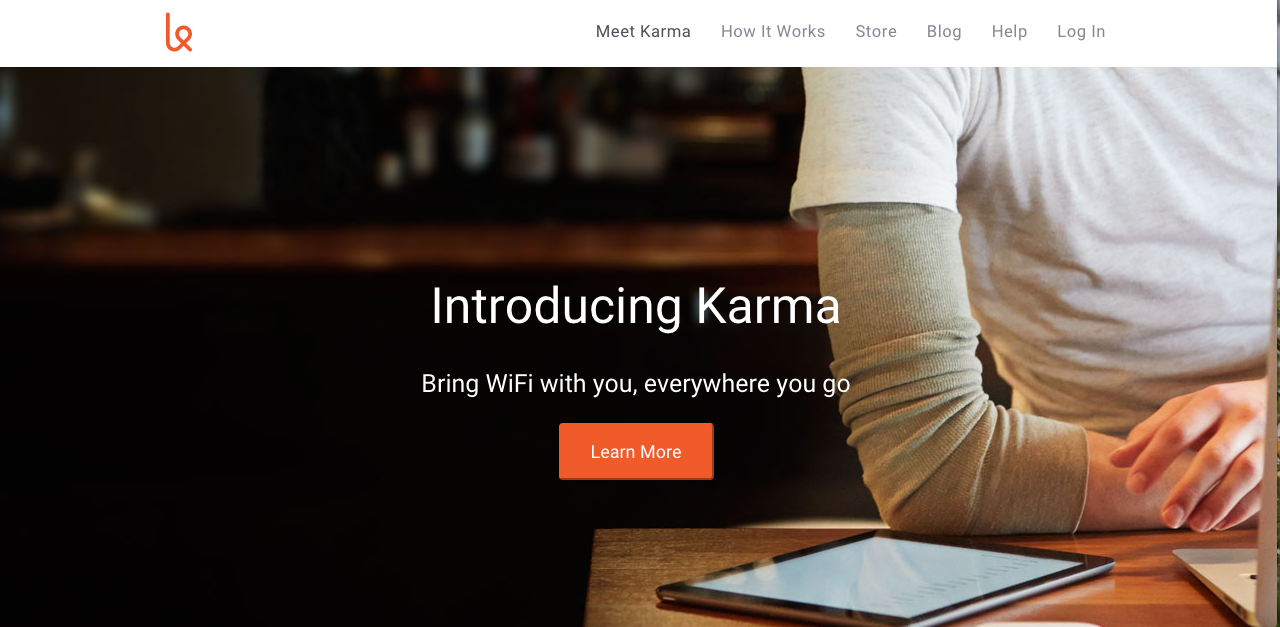 Meet Karma How It Works Store Blog Help Log In
Introducing Karma
Bring WiFi with you, everywhere you go
Learn More